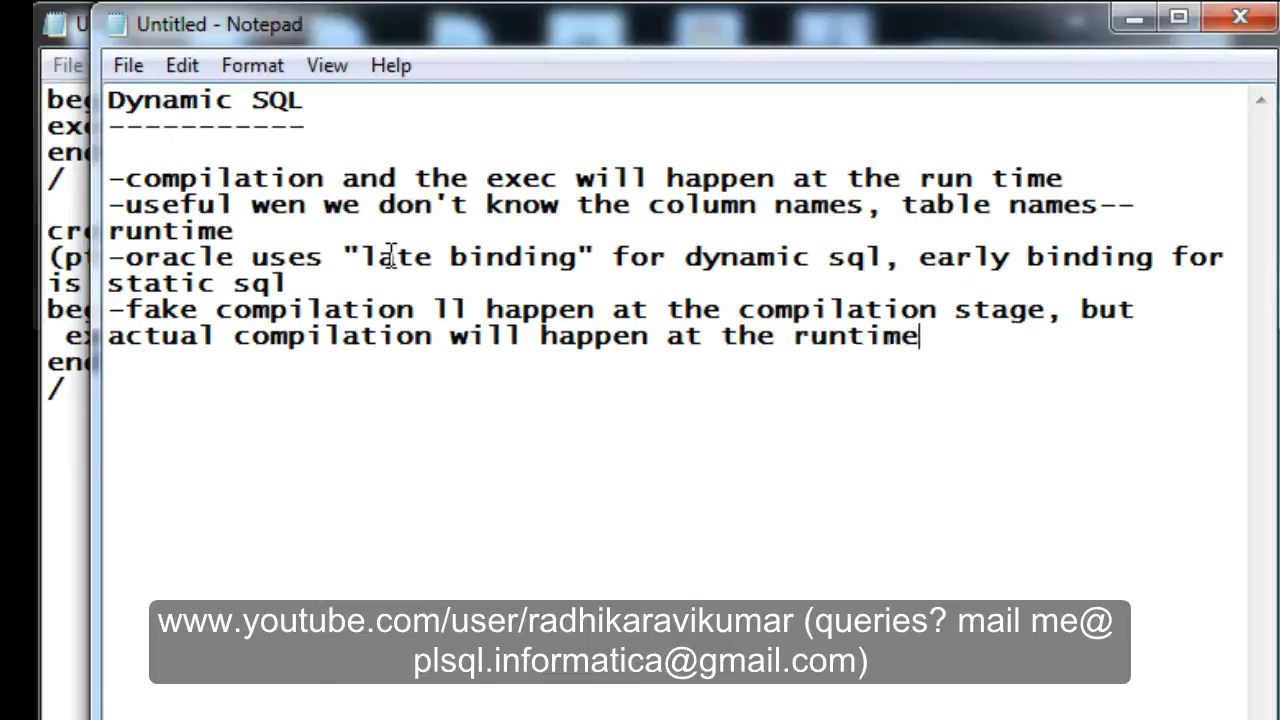 Untitled - Notepad
File Edit Format View Help
Dynamic SQL
-----------
-compilation and the exec will happen at the run time
-useful wen we don't know the column names, table names--
runtime
-oracle uses "late binding" for dynamic sql, early binding for
static sql
-fake compilation ll happen at the compilation stage, but
actual compilation will happen at the runtime
File
/
is
/
www.youtube.com/user/radhikaravikumar (queries? mail me@
plsql.informatica@gmail.com)